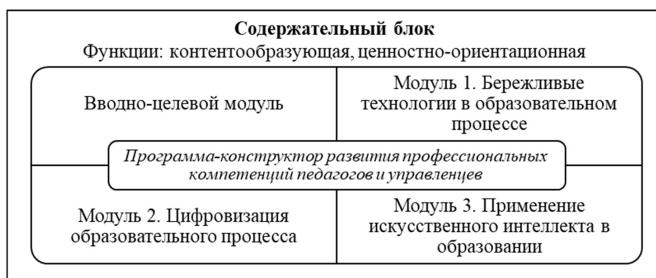 Содержательный блок
Функции: контентообразующая, ценностно-ориентационная
Вводно-целевой модуль
Модуль 1. Бережливые
технологии в образовательном
процессе
Программа-конструктор развития профессиональных
компетенций педагогов и управленцев
Модуль 2. Цифровизация
образовательного процесса
Модуль 3. Применение
искусственного интеллекта в
образовании